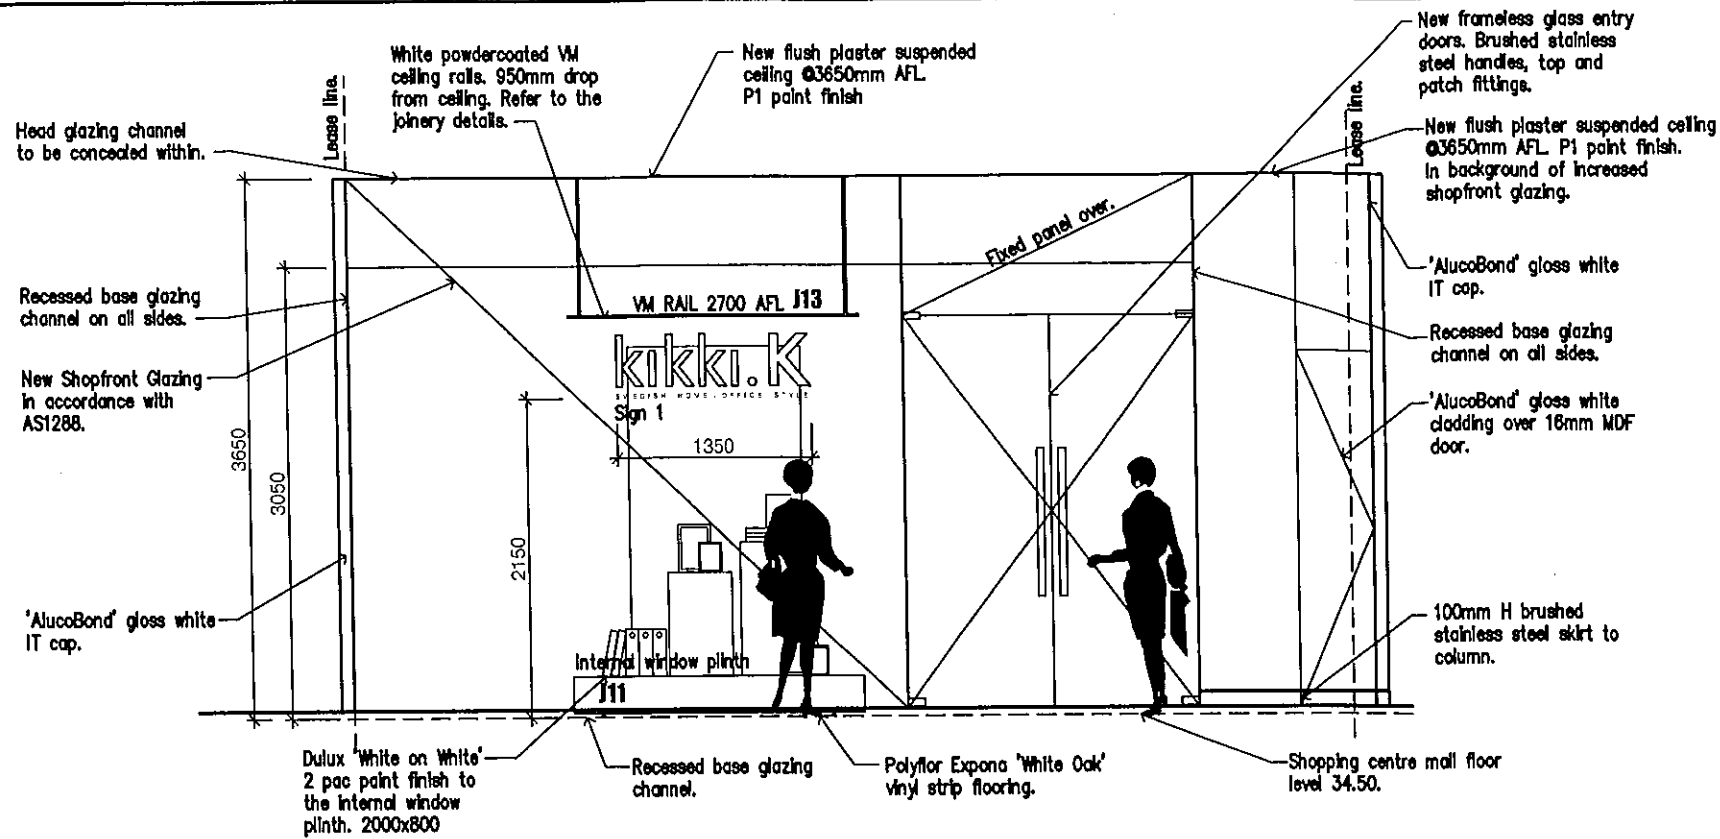 New frameless glass entry
doors. Brushed stainless
steel handles, top and
patch fittings.
White powdercoated VM
ceiling rails. 950mm drop
from ceiling. Refer to the
joinery details.
New flush plaster suspended
ceiling @3650mm AFL
P1 paint finish
Lease line.
Lease line.
Head glazing channel
to be concealed within.
New flush plaster suspended ceiling
@3650mm AFL. P1 paint finish.
In background of increased
shopfront glazing.
Fixed panel over.
'AlucoBond' gloss white
IT cap.
Recessed base glazing
channel on all sides.
VM RAIL 2700 AFL J13
Recessed base glazing
channel on all sides.
kikki.K
SWEDISH HOME.OFFICE STYLE
Sign 1
New Shopfront Glazing
in accordance with
AS1288.
'AlucoBond' gloss white
cladding over 16mm MDF
door.
3650
3050
2150
1350
'AlucoBond' gloss white
IT cap.
100mm H brushed
stainless steel skirt to
column.
Internal window plinth
J11
Dulux 'White on White'
2 pac paint finish to
the internal window
plinth. 2000x800
Recessed base glazing
channel.
Polyflor Expona 'White Oak'
vinyl strip flooring.
Shopping centre mall floor
level 34.50.